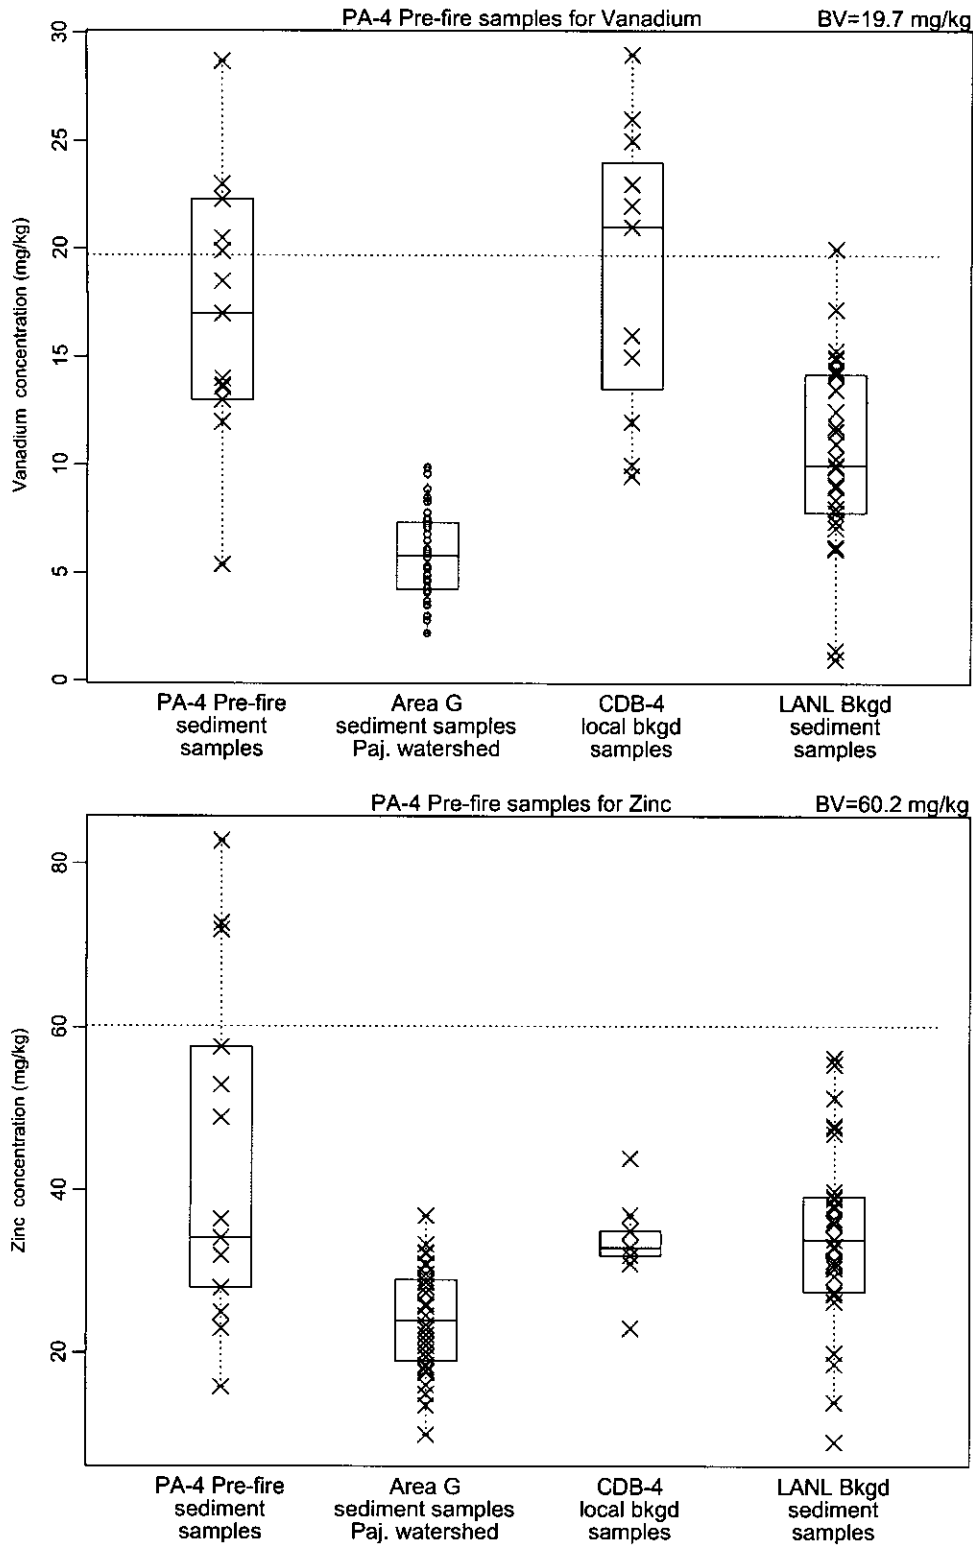 PA-4 Pre-fire samples for Vanadium BV=19.7 mg/kg
30
25
20
15
10
5
0
Vanadium concentration (mg/kg)
PA-4 Pre-fire Area G CDB-4 LANL Bkgd
sediment sediment samples local bkgd sediment
samples Paj. watershed samples samples
PA-4 Pre-fire samples for Zinc BV=60.2 mg/kg
80
60
40
20
Zinc concentration (mg/kg)
PA-4 Pre-fire Area G CDB-4 LANL Bkgd
sediment sediment samples local bkgd sediment
samples Paj. watershed samples samples